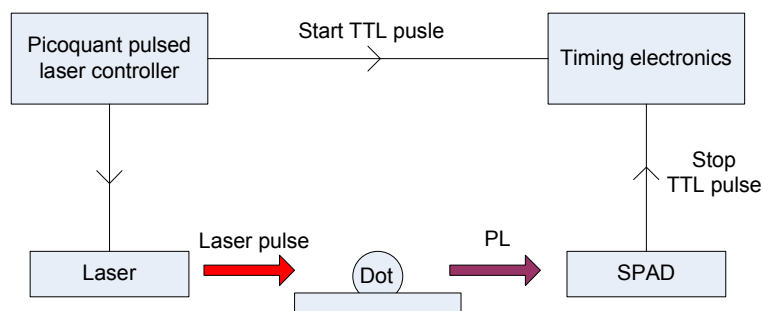 Picoquant pulsed
laser controller
Start TTL pusle
Timing electronics
Stop
TTL pulse
Laser pulse
PL
Laser
Dot
SPAD